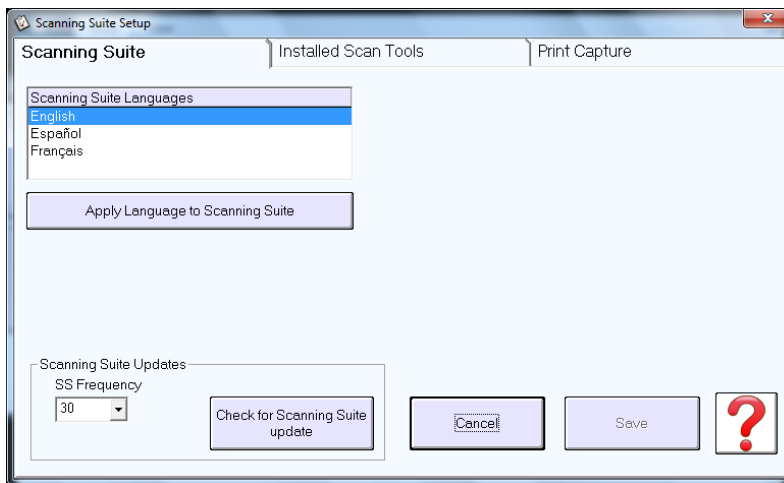 Scanning Suite Setup
Scanning Suite
Installed Scan Tools
Print Capture
Scanning Suite Languages
English
Español
Français
Apply Language to Scanning Suite
Scanning Suite Updates
SS Frequency
30
Check for Scanning Suite
update
Cancel
Save
?